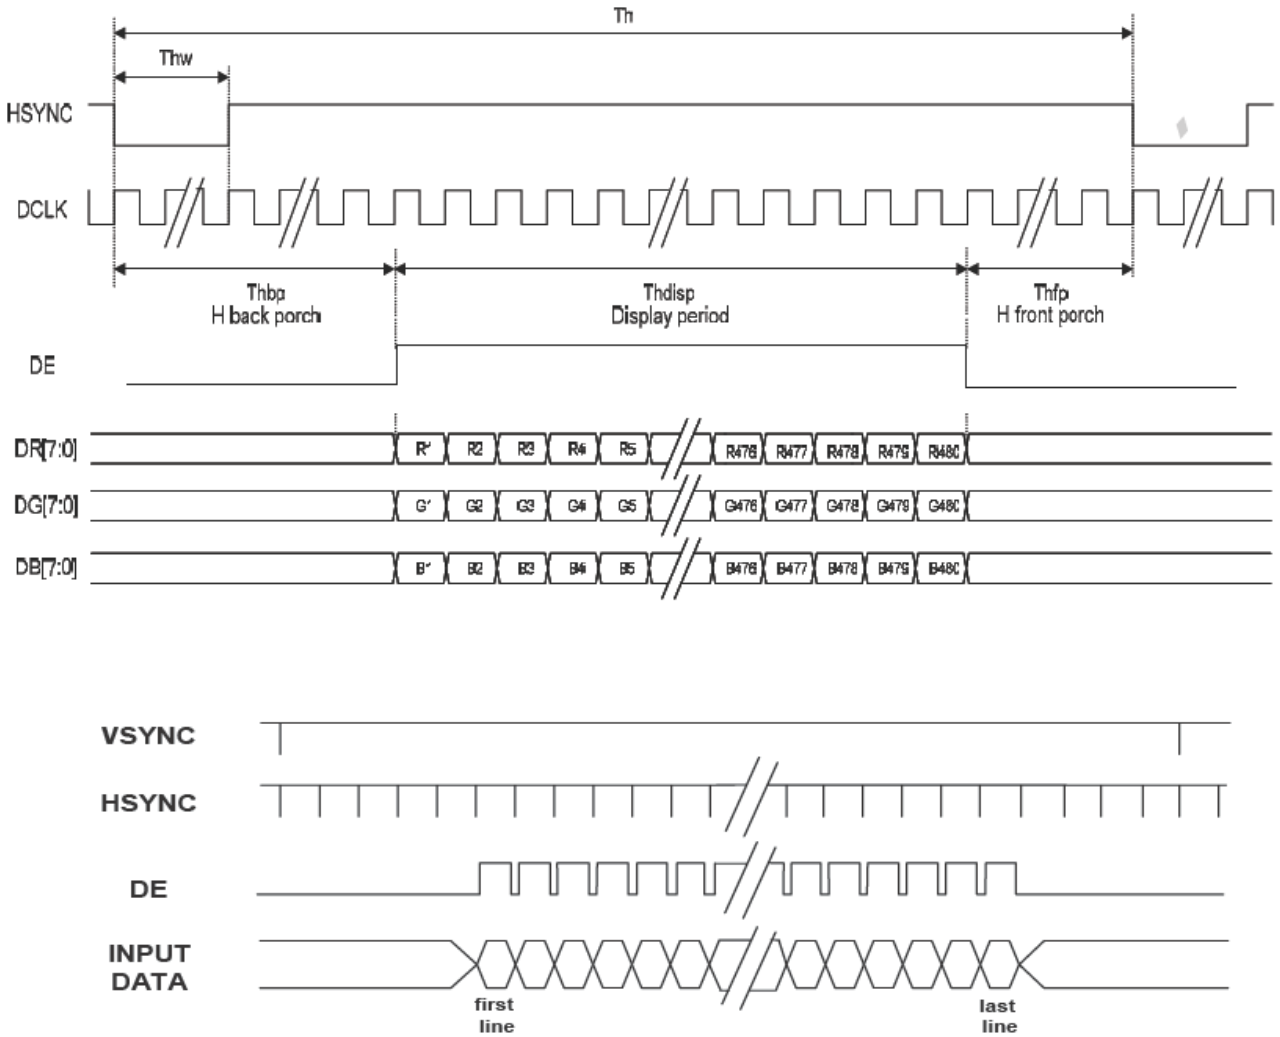 Th
Thw
HSYNC
DCLK
Thbp
H back porch
Thdisp
Display period
Thfp
H front porch
DE
DR[7:0] R1 R2 R3 R4 R5 R476 R477 R478 R479 R480
DG[7:0] G1 G2 G3 G4 G5 G476 G477 G478 G479 G480
DB[7:0] B1 B2 B3 B4 B5 B476 B477 B478 B479 B480
VSYNC
HSYNC
DE
INPUT
DATA
first
line
last
line